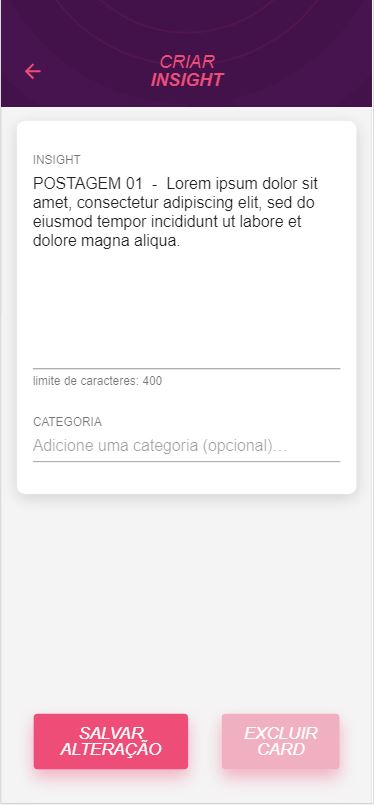 CRIAR
INSIGHT
INSIGHT
POSTAGEM 01 - Lorem ipsum dolor sit
amet, consectetur adipiscing elit, sed do
eiusmod tempor incididunt ut labore et
dolore magna aliqua.
limite de caracteres: 400
CATEGORIA
Adicione uma categoria (opcional)...
SALVAR
ALTERAÇÃO
EXCLUIR
CARD